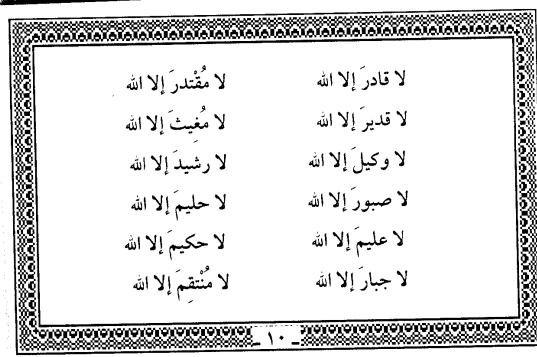 لا قادرَ إلا الله لا مُقْتدرَ إلا الله
لا قديرَ إلا الله لا مُغِيثَ إلا الله
لا وكيلَ إلا الله لا رشيدَ إلا الله
لا صبورَ إلا الله لا حليمَ إلا الله
لا عليمَ إلا الله لا حكيمَ إلا الله
لا جبارَ إلا الله لا مُنْتقِمَ إلا الله
ـ ١٠ ـ